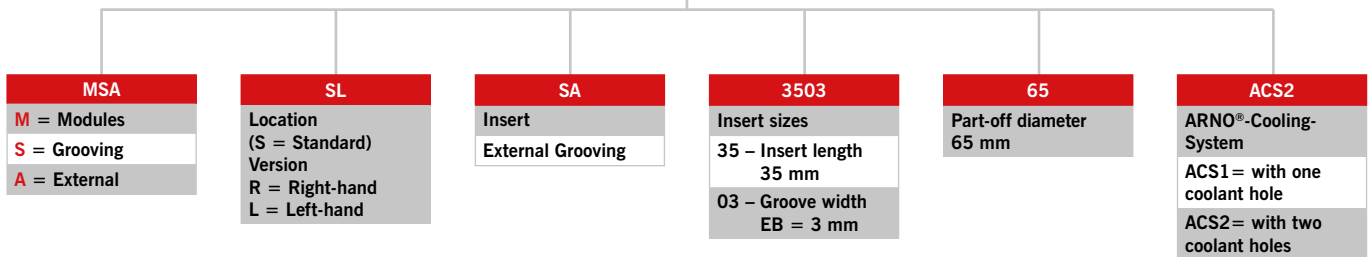 MSA
M = Modules
S = Grooving
A = External
SL
Location
(S = Standard)
Version
R = Right-hand
L = Left-hand
SA
Insert
External Grooving
3503
Insert sizes
35 – Insert length
35 mm
03 – Groove width
EB = 3 mm
65
Part-off diameter
65 mm
ACS2
ARNO®-Cooling-
System
ACS1= with one
coolant hole
ACS2= with two
coolant holes